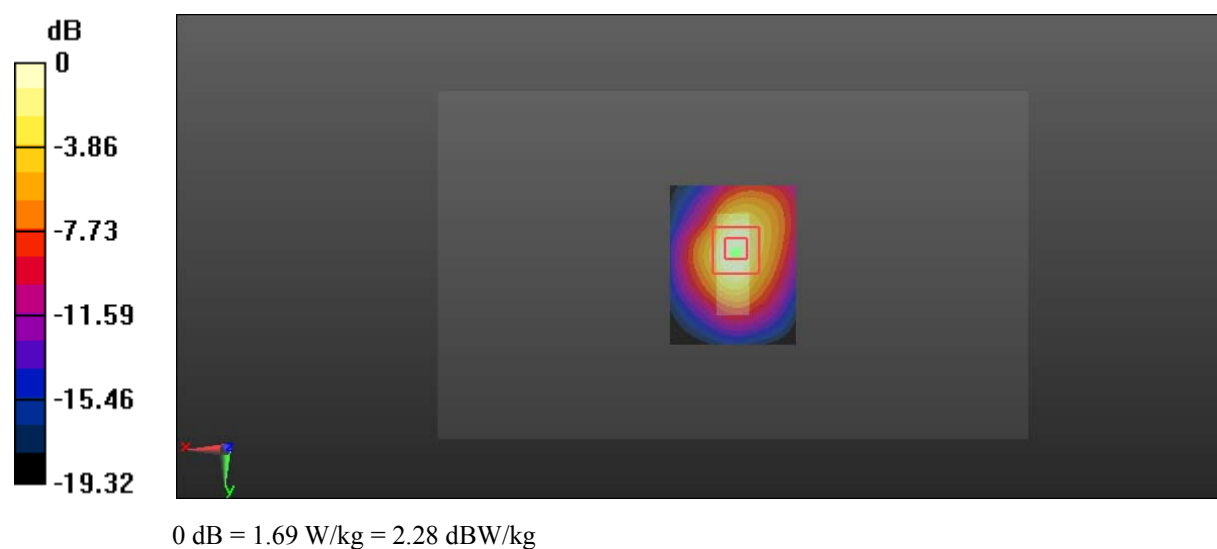 dB
0
-3.86
-7.73
-11.59
-15.46
-19.32
x
y
0 dB = 1.69 W/kg = 2.28 dBW/kg